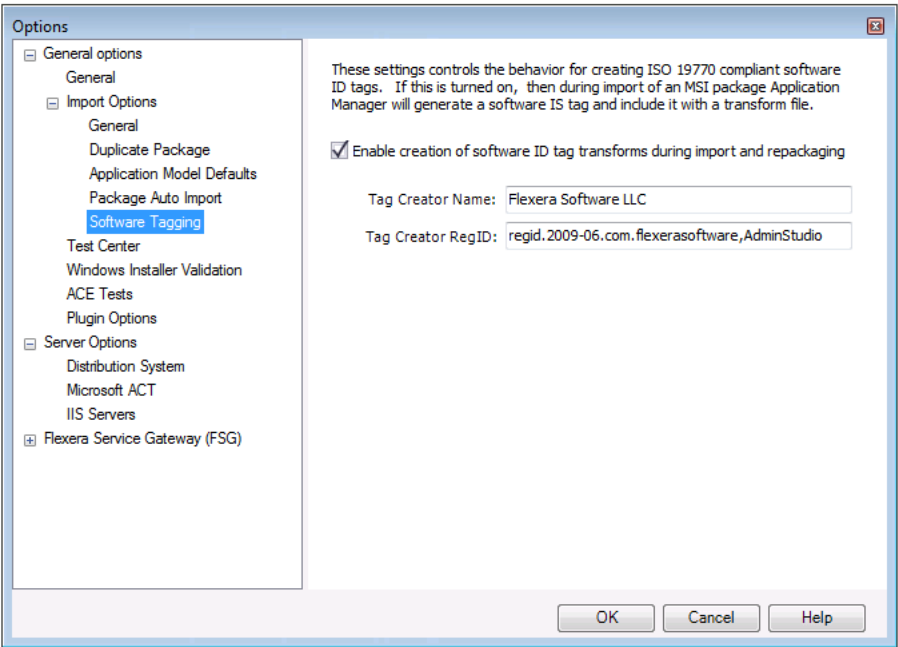 Options
General options
General
Import Options
General
Duplicate Package
Application Model Defaults
Package Auto Import
Software Tagging
Test Center
Windows Installer Validation
ACE Tests
Plugin Options
Server Options
Distribution System
Microsoft ACT
IIS Servers
Flexera Service Gateway (FSG)
These settings controls the behavior for creating ISO 19770 compliant software
ID tags. If this is turned on, then during import of an MSI package Application
Manager will generate a software IS tag and include it with a transform file.
Enable creation of software ID tag transforms during import and repackaging
Tag Creator Name: Flexera Software LLC
Tag Creator RegID: regid.2009-06.com.flexerasoftware,AdminStudio
OK Cancel Help